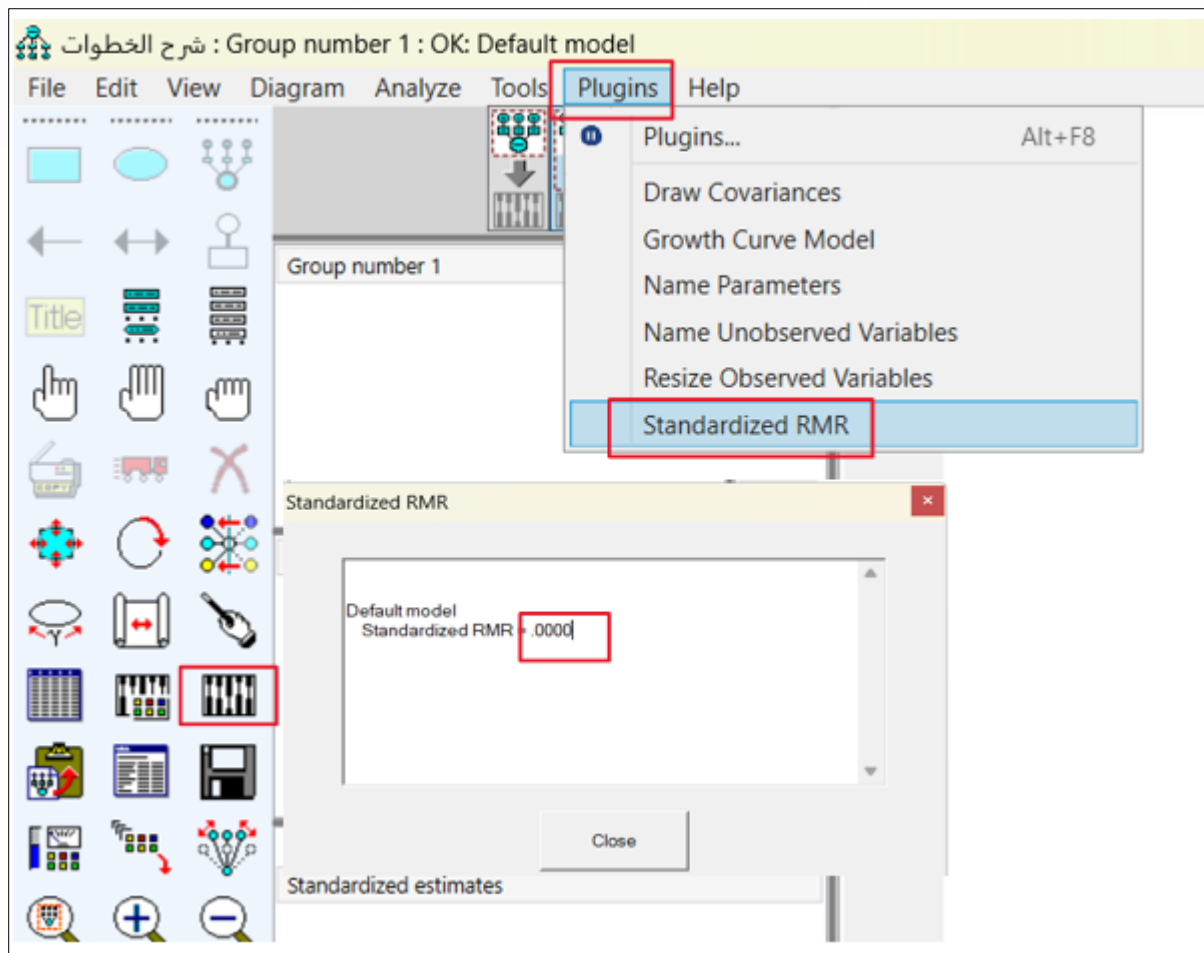 شرح الخطوات : Group number 1 : OK: Default model
File Edit View Diagram Analyze Tools Plugins Help
Plugins... Alt+F8
Draw Covariances
Growth Curve Model
Name Parameters
Name Unobserved Variables
Resize Observed Variables
Standardized RMR
Group number 1
Title
COPY
Standardized RMR
Default model
Standardized RMR = .0000
Close
Standardized estimates